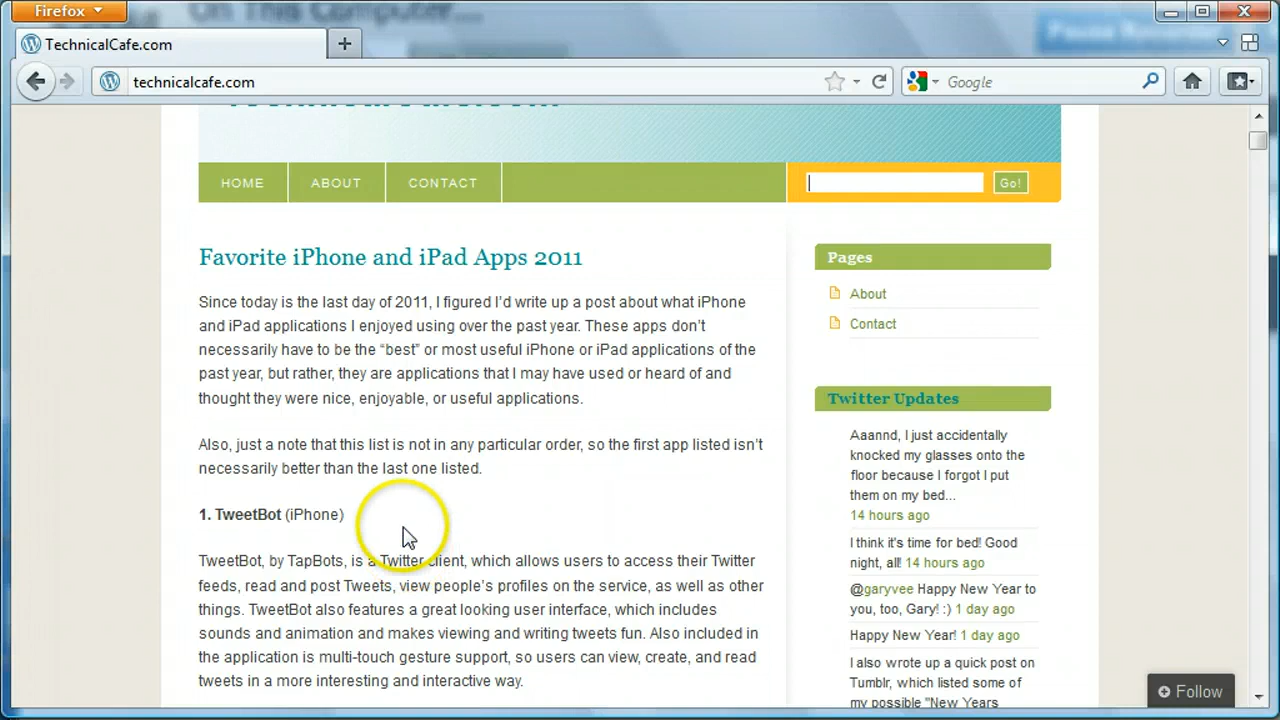 On This Computer...
Firefox
TechnicalCafe.com
technicalcafe.com
Google
HOME
ABOUT
CONTACT
Go!
Favorite iPhone and iPad Apps 2011
Since today is the last day of 2011, I figured I’d write up a post about what iPhone
and iPad applications I enjoyed using over the past year. These apps don’t
necessarily have to be the “best” or most useful iPhone or iPad applications of the
past year, but rather, they are applications that I may have used or heard of and
thought they were nice, enjoyable, or useful applications.
Also, just a note that this list is not in any particular order, so the first app listed isn’t
necessarily better than the last one listed.
1. TweetBot (iPhone)
TweetBot, by TapBots, is a Twitter client, which allows users to access their Twitter
feeds, read and post Tweets, view people’s profiles on the service, as well as other
things. TweetBot also features a great looking user interface, which includes
sounds and animation and makes viewing and writing tweets fun. Also included in
the application is multi-touch gesture support, so users can view, create, and read
tweets in a more interesting and interactive way.
Pages
About
Contact
Twitter Updates
Aaannd, I just accidentally
knocked my glasses onto the
floor because I forgot I put
them on my bed...
14 hours ago
I think it's time for bed! Good
night, all! 14 hours ago
@garyvee Happy New Year to
you, too, Gary! :) 1 day ago
Happy New Year! 1 day ago
I also wrote up a quick post on
Tumblr, which listed some of
my possible "New Years
Follow